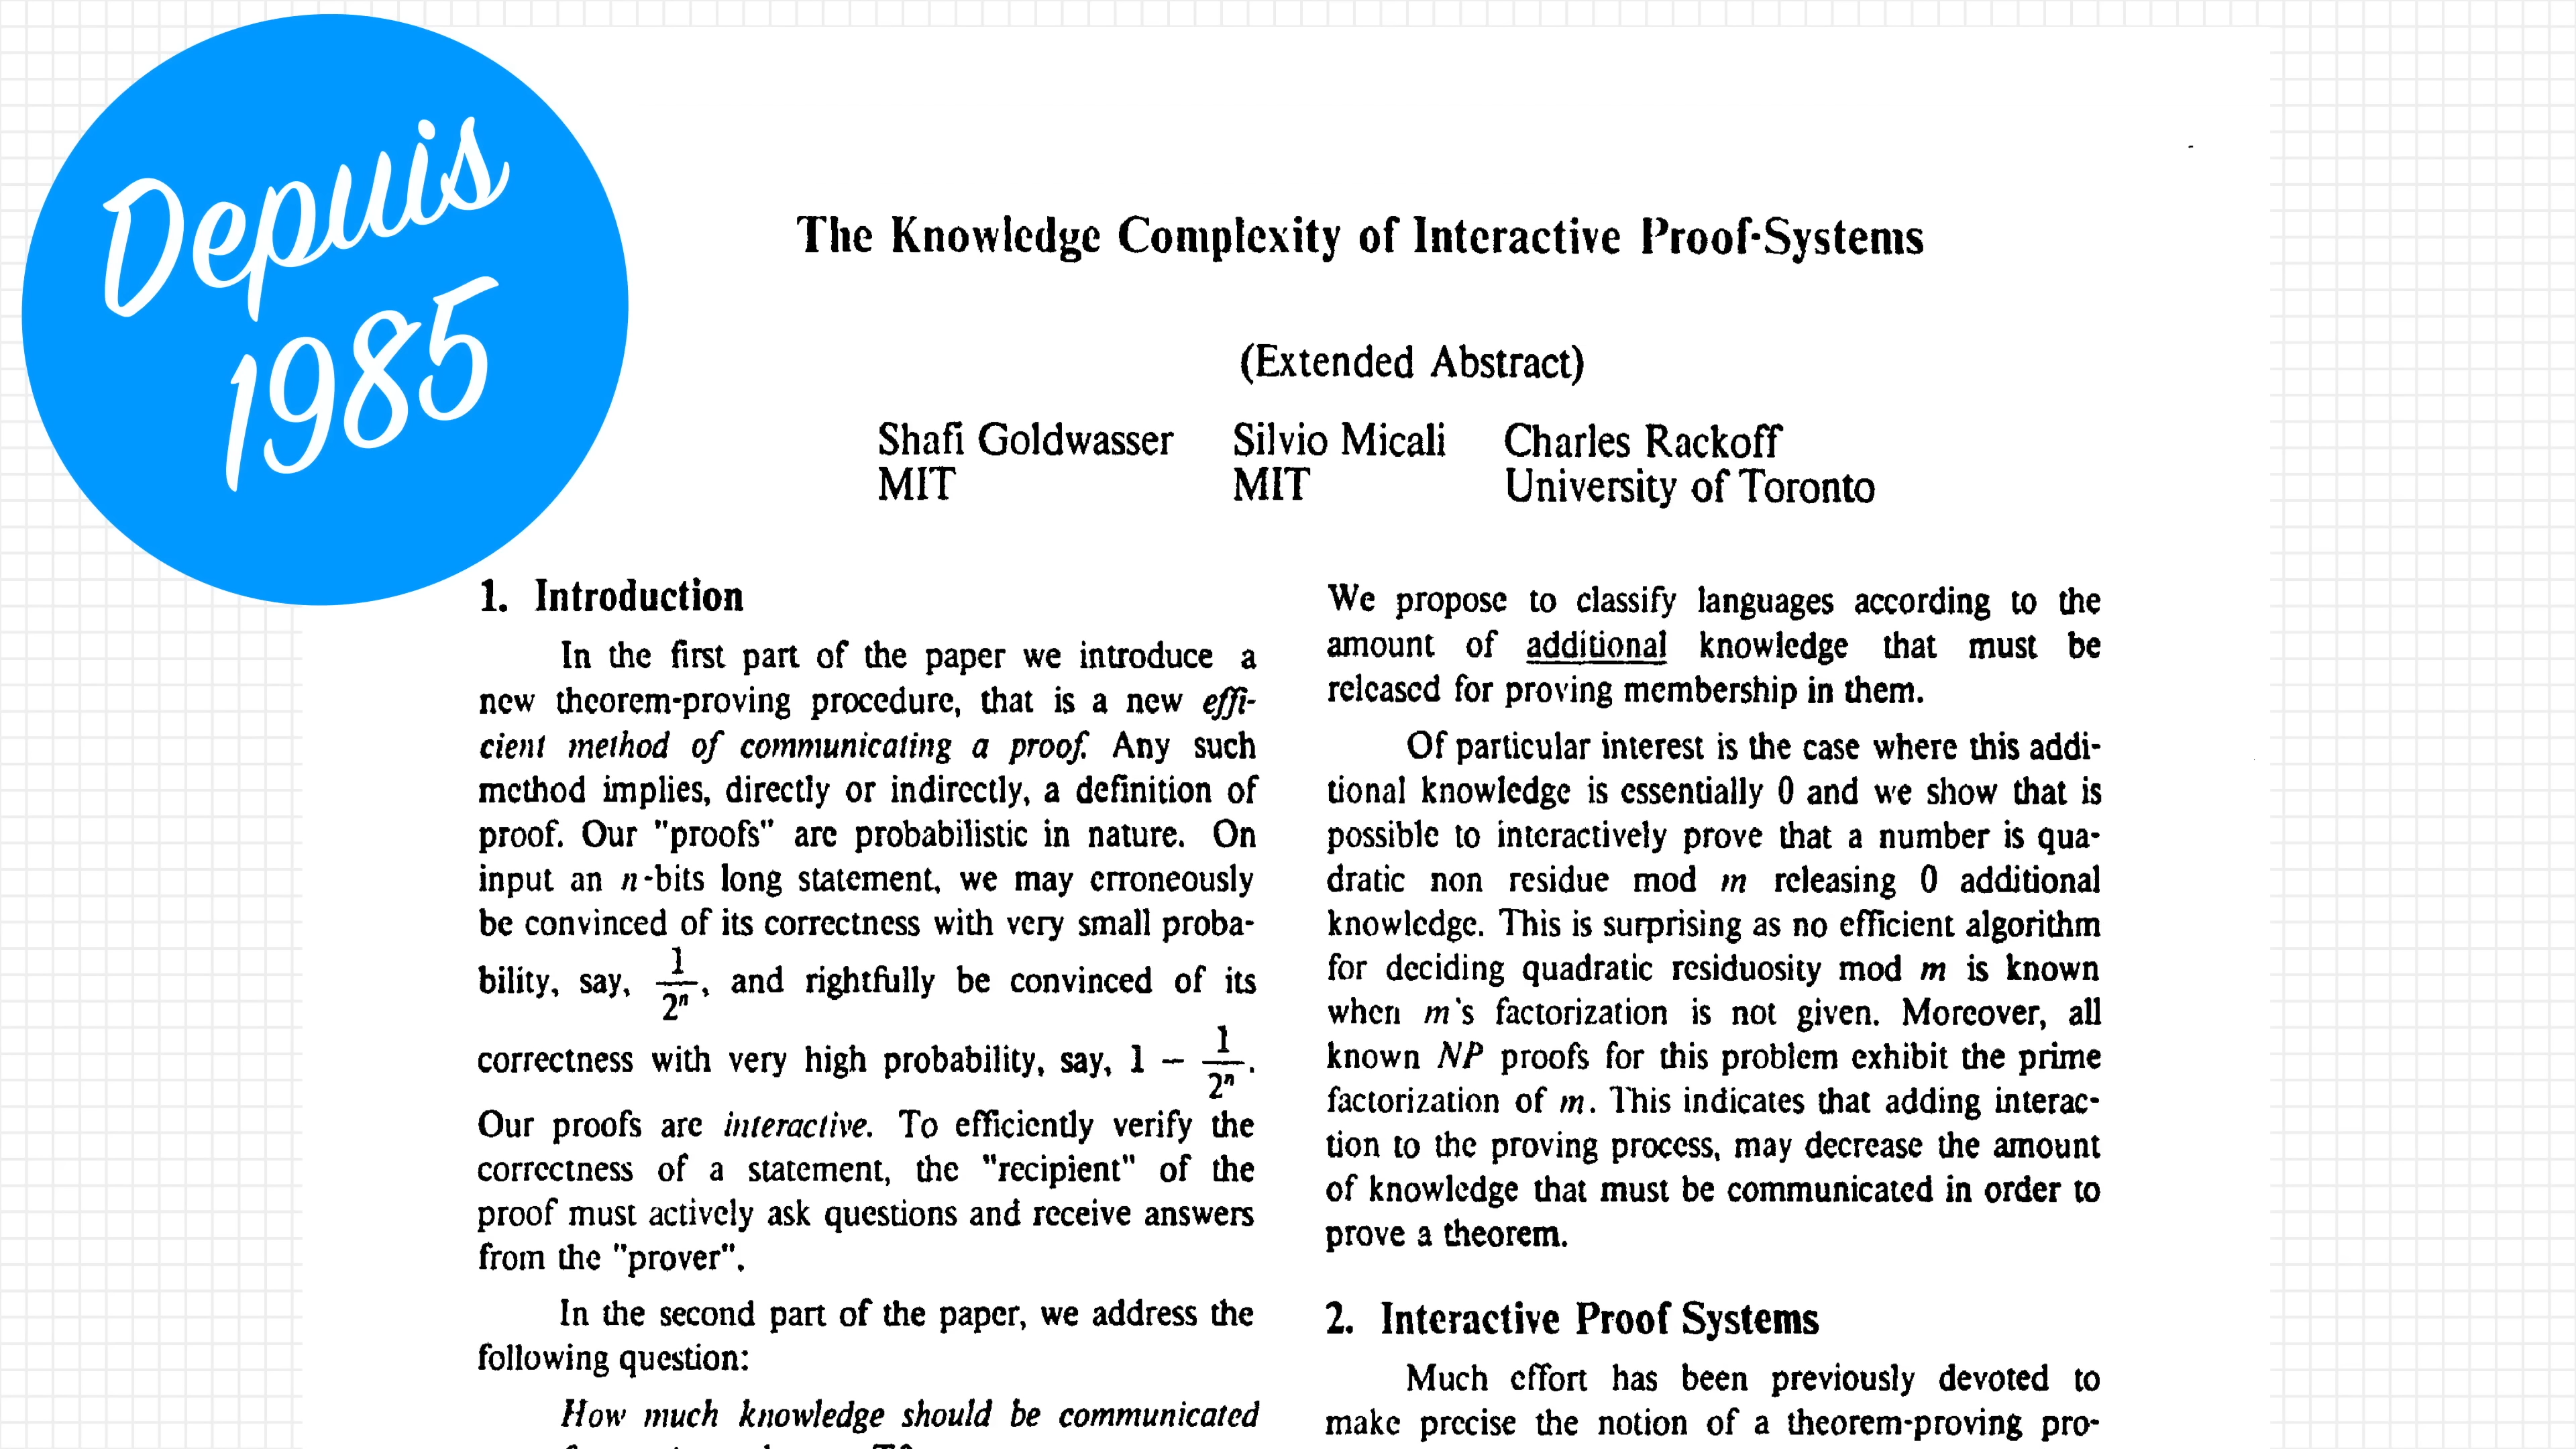 Depuis
1985
The Knowledge Complexity of Interactive Proof-Systems
(Extended Abstract)
Shafi Goldwasser Silvio Micali Charles Rackoff
MIT MIT University of Toronto
1. Introduction
In the first part of the paper we introduce a
new theorem-proving procedure, that is a new effi-
cient method of communicating a proof. Any such
method implies, directly or indirectly, a definition of
proof. Our "proofs" are probabilistic in nature. On
input an n-bits long statement, we may erroneously
be convinced of its correctness with very small proba-
bility, say, 1/2ⁿ, and rightfully be convinced of its
correctness with very high probability, say, 1 − 1/2ⁿ.
Our proofs are interactive. To efficiently verify the
correctness of a statement, the "recipient" of the
proof must actively ask questions and receive answers
from the "prover".
In the second part of the paper, we address the
following question:
How much knowledge should be communicated
We propose to classify languages according to the
amount of additional knowledge that must be
released for proving membership in them.
Of particular interest is the case where this addi-
tional knowledge is essentially 0 and we show that is
possible to interactively prove that a number is qua-
dratic non residue mod m releasing 0 additional
knowledge. This is surprising as no efficient algorithm
for deciding quadratic residuosity mod m is known
when m's factorization is not given. Moreover, all
known NP proofs for this problem exhibit the prime
factorization of m. This indicates that adding interac-
tion to the proving process, may decrease the amount
of knowledge that must be communicated in order to
prove a theorem.
2. Interactive Proof Systems
Much effort has been previously devoted to
make precise the notion of a theorem-proving pro-